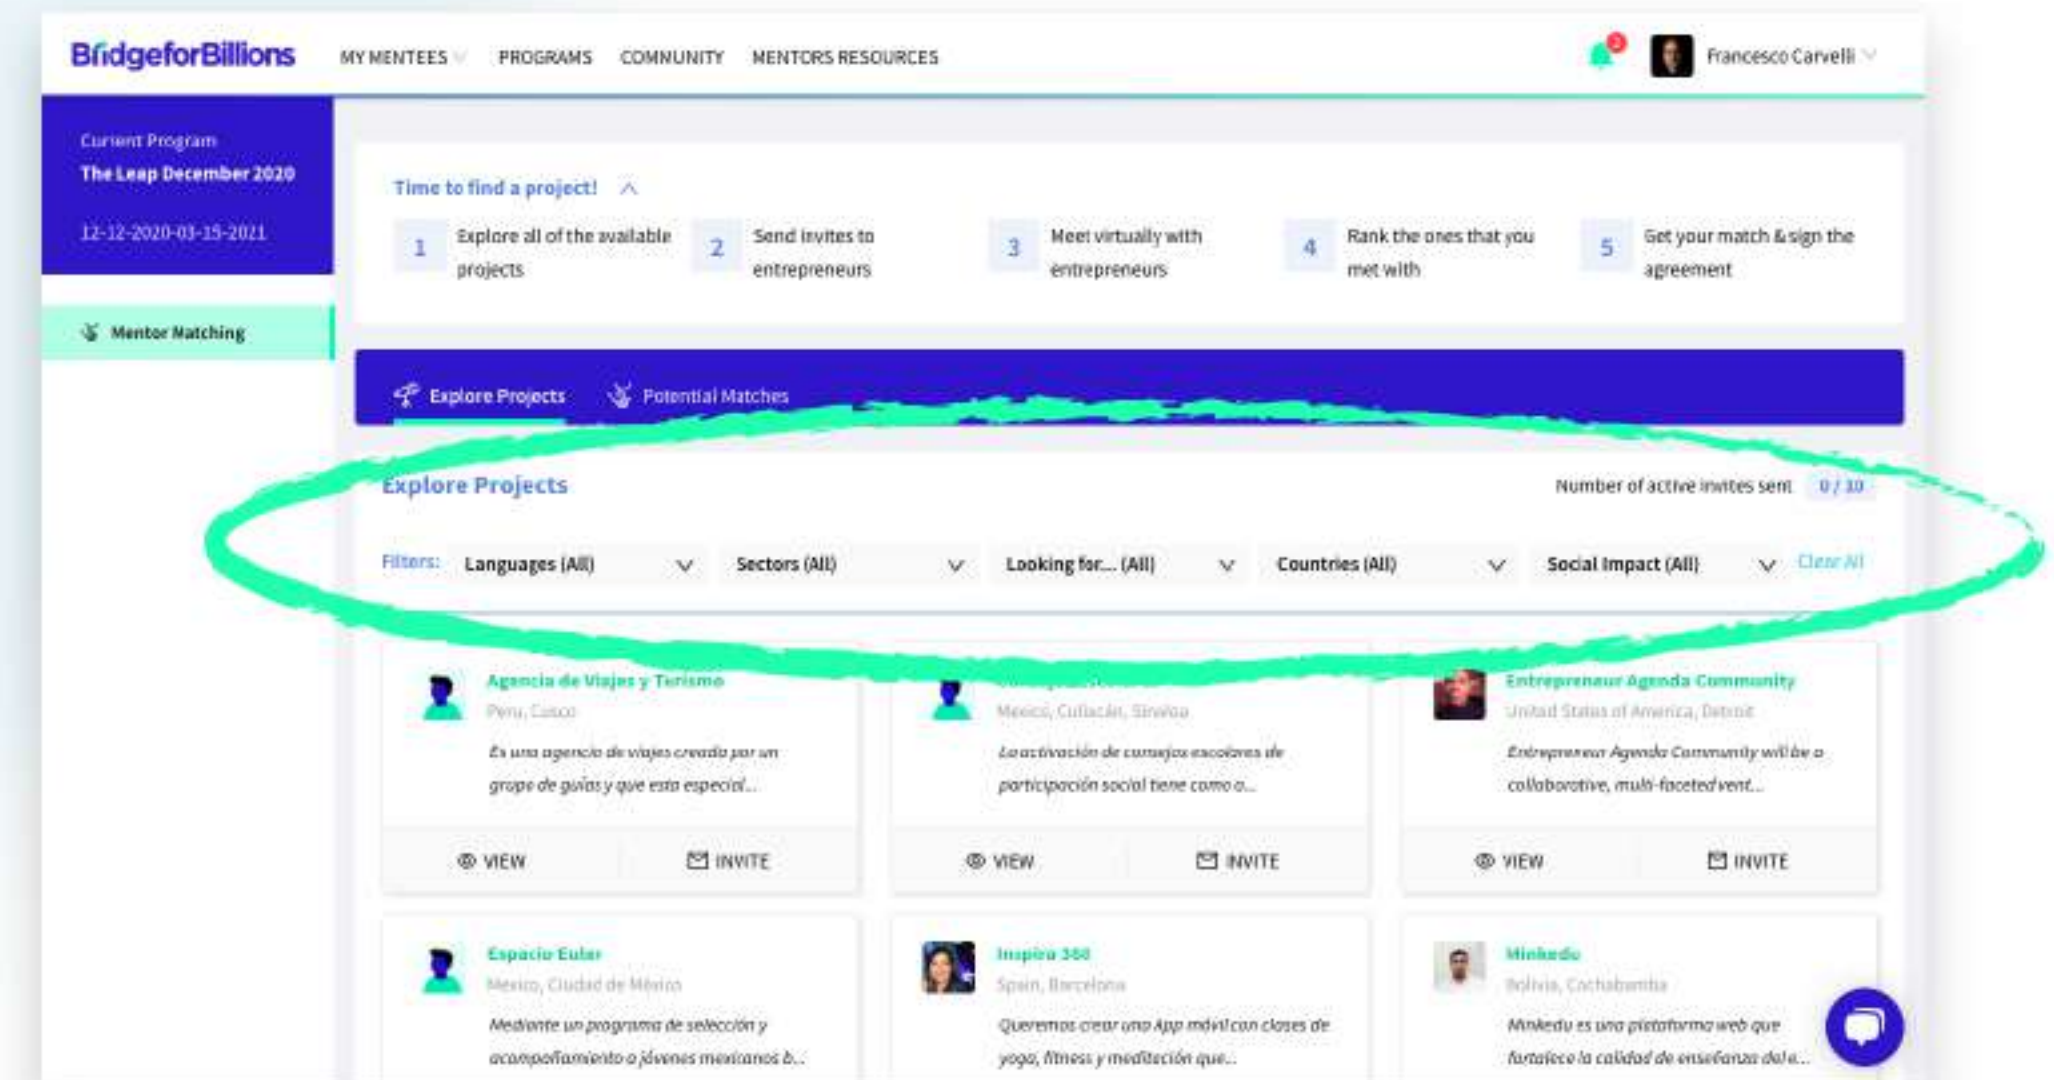 BridgeforBillions
MY MENTEES
PROGRAMS
COMMUNITY
MENTORS RESOURCES
2
Francesco Carvelli
Current Program
The Leap December 2020
12-12-2020-03-15-2021
Mentor Matching
Time to find a project!
1
Explore all of the available
projects
2
Send invites to
entrepreneurs
3
Meet virtually with
entrepreneurs
4
Rank the ones that you
met with
5
Get your match & sign the
agreement
Explore Projects
Potential Matches
Explore Projects
Number of active invites sent 0 / 10
Filters:
Languages (All)
Sectors (All)
Looking for... (All)
Countries (All)
Social Impact (All)
Clear All
Agencia de Viajes y Turismo
Peru, Cusco
Es una agencia de viajes creada por un
grupo de guías y que esta especial...
VIEW
INVITE
Mexico, Culiacán, Sinaloa
La activación de consejos escolares de
participación social tiene como o...
VIEW
INVITE
Entrepreneur Agenda Community
United States of America, Detroit
Entrepreneur Agenda Community will be a
collaborative, multi-faceted vent...
VIEW
INVITE
Espacio Euler
Mexico, Ciudad de México
Mediante un programa de selección y
acompañamiento a jóvenes mexicanos b...
Inspira 360
Spain, Barcelona
Queremos crear una App móvil con clases de
yoga, fitness y meditación que...
Minkedu
Bolivia, Cochabamba
Minkedu es una plataforma web que
fortalece la calidad de enseñanza del e...